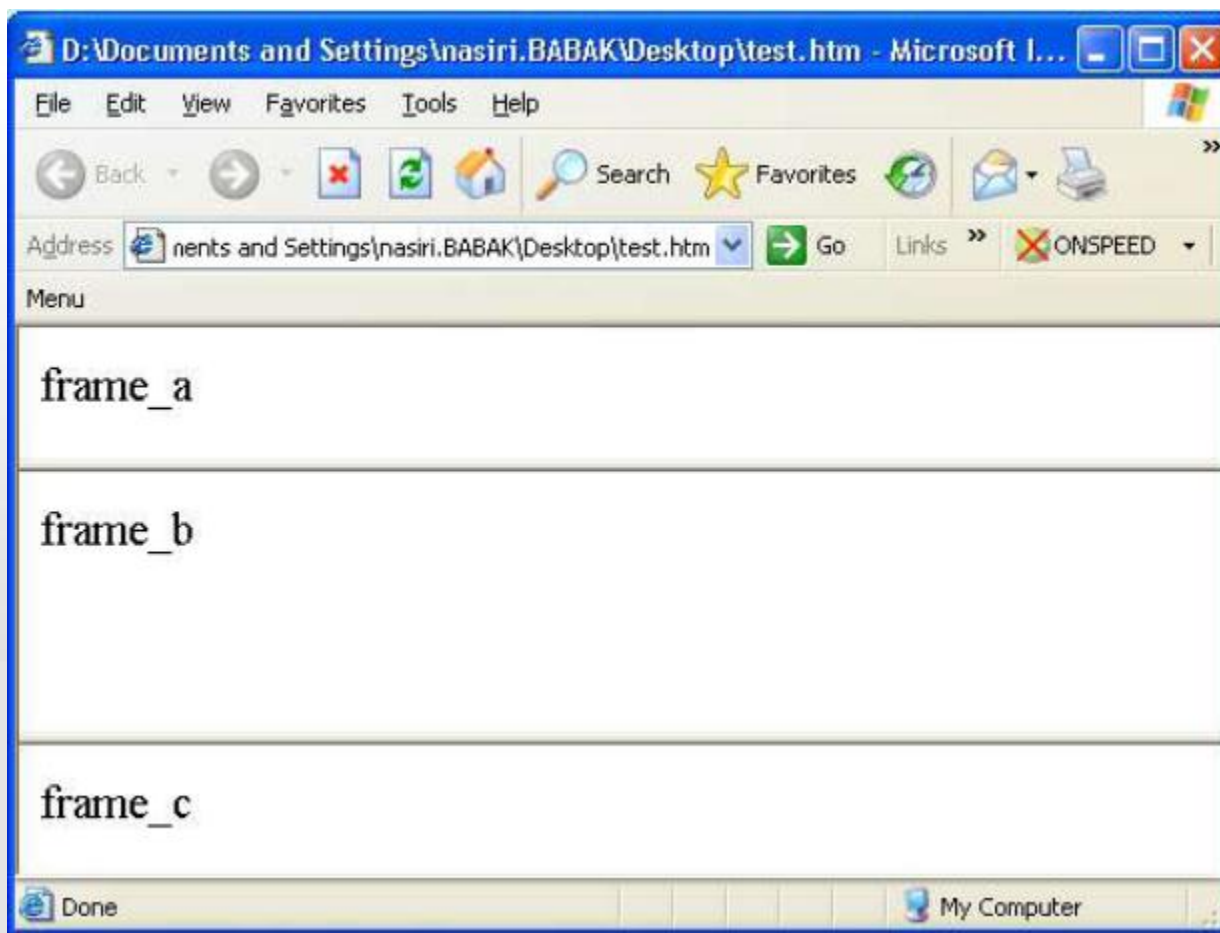 D:\Documents and Settings\nasiri.BABAK\Desktop\test.htm - Microsoft I...
File Edit View Favorites Tools Help
Back Search Favorites »
Address nents and Settings\nasiri.BABAK\Desktop\test.htm Go Links » ONSPEED
Menu
frame_a
frame_b
frame_c
Done My Computer